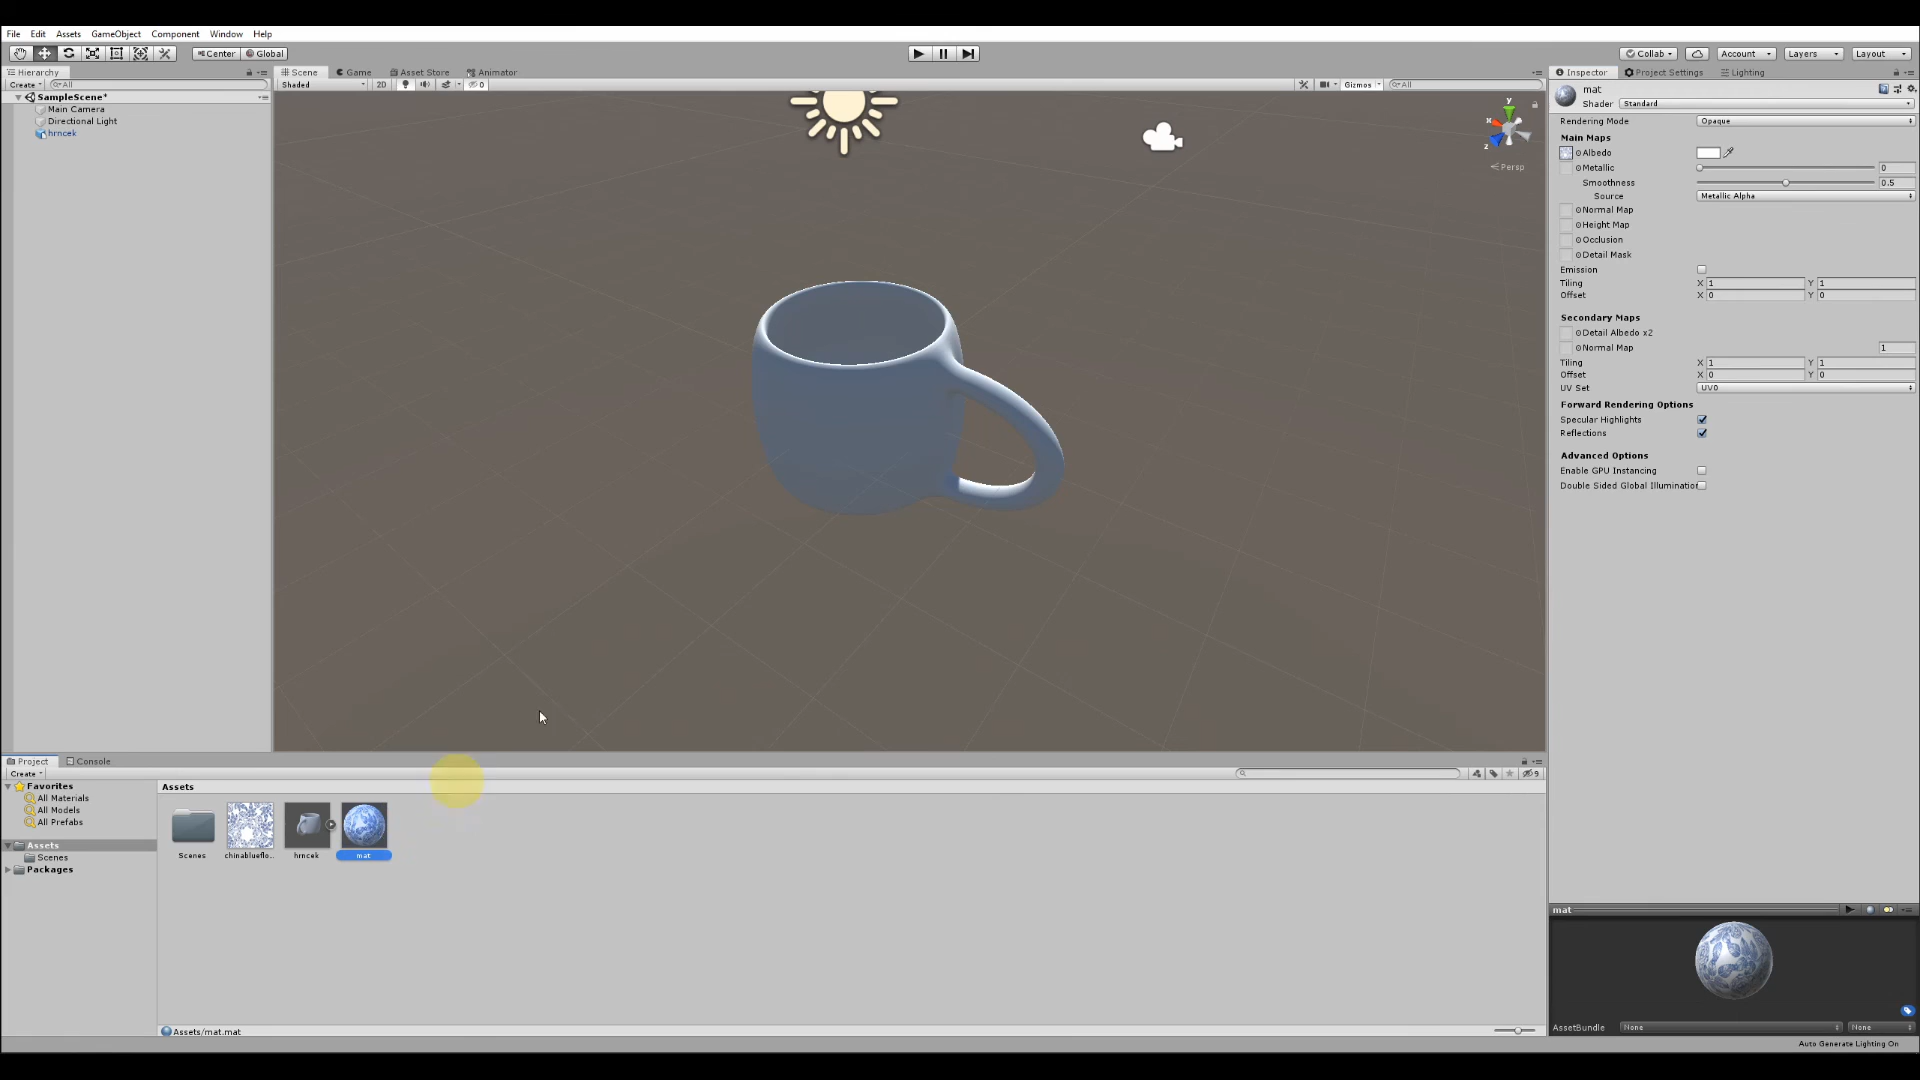 File Edit Assets GameObject Component Window Help
Center Global Collab Account Layers Layout
Hierarchy Scene Game Asset Store Animator Inspector Project Settings Lighting
Create All Shaded 2D 0 Gizmos All
mat
SampleScene*
Shader Standard
Main Camera
Directional Light
hrncek
Rendering Mode Opaque
Main Maps
Albedo
Metallic 0
Smoothness 0.5
Source Metallic Alpha
Normal Map
Height Map
Occlusion
Detail Mask
Emission
Tiling X 1 Y 1
Offset X 0 Y 0
Secondary Maps
Detail Albedo x2
Normal Map 1
Tiling X 1 Y 1
Offset X 0 Y 0
UV Set UV0
Forward Rendering Options
Specular Highlights
Reflections
Advanced Options
Enable GPU Instancing
Double Sided Global Illumination
y
x
z
Persp
Project Console
Create 9
Favorites Assets
All Materials
All Models
All Prefabs
Assets
Scenes
Packages
Scenes chinablueflo... hrncek mat
Assets/mat.mat
mat
AssetBundle None None
Auto Generate Lighting On